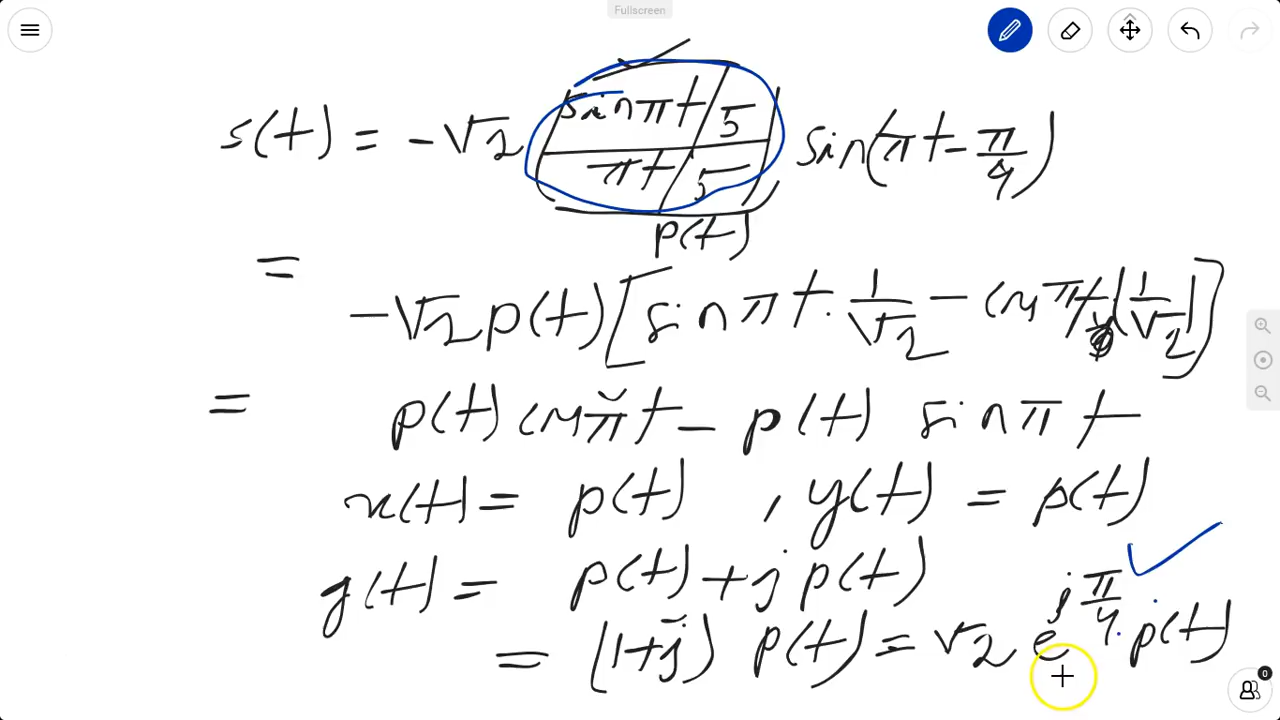 Fullscreen
s(t) = -√2 (sin πt/5)/(πt/5) sin(πt - π/4)
p(t)
=
-√2 p(t) [sin πt · 1/√2 - cos πt (1/√2)]
= p(t) cos πt - p(t) sin πt
x(t) = p(t) , y(t) = p(t)
g(t) = p(t) + j p(t)
= (1+j) p(t) = √2 e^{jπ/4} · p(t)
0